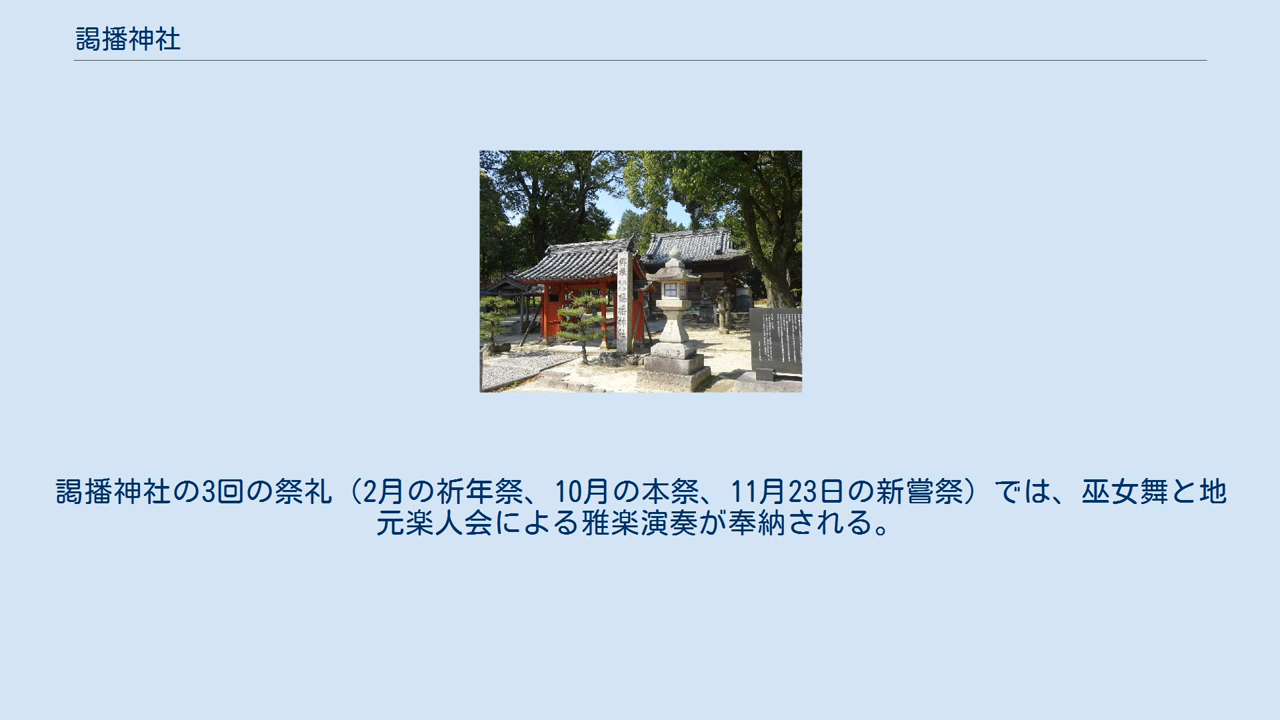 謁播神社
謁播神社の3回の祭礼（2月の祈年祭、10月の本祭、11月23日の新嘗祭）では、巫女舞と地
元楽人会による雅楽演奏が奉納される。